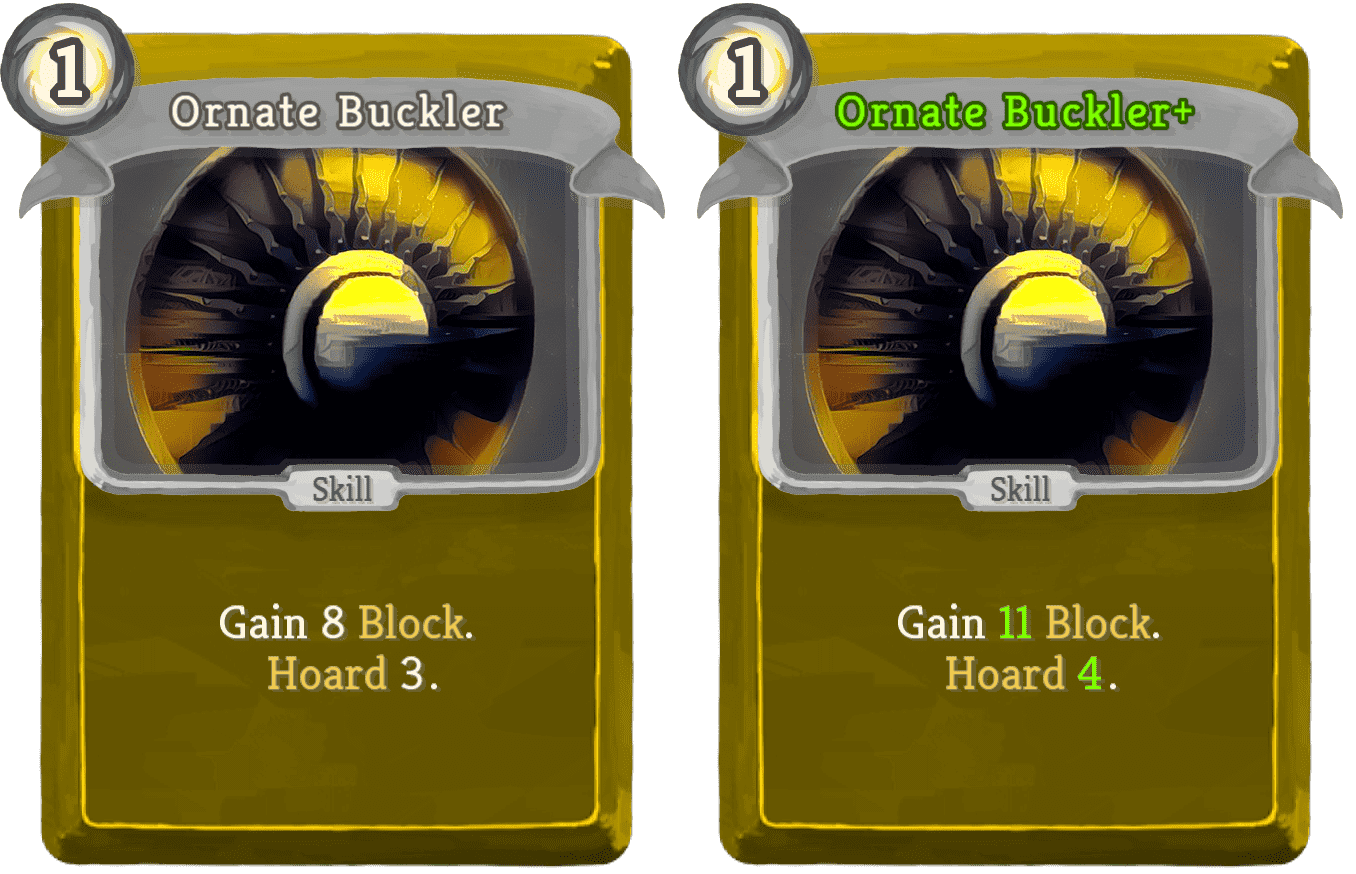 1
Ornate Buckler
Skill
Gain 8 Block.
Hoard 3.
1
Ornate Buckler+
Skill
Gain 11 Block.
Hoard 4.